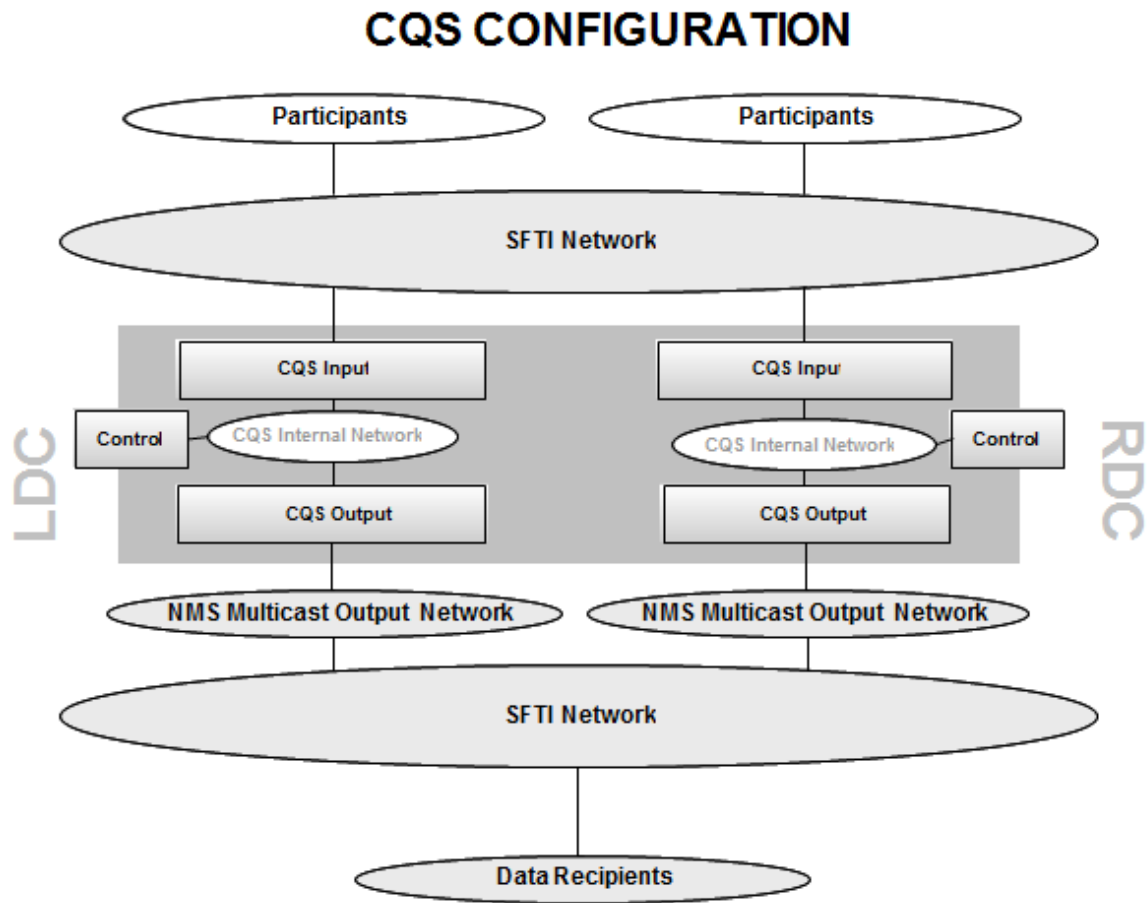 CQS CONFIGURATION
Participants
Participants
SFTI Network
CQS Input
CQS Input
LDC
Control
CQS Internal Network
CQS Internal Network
Control
RDC
CQS Output
CQS Output
NMS Multicast Output Network
NMS Multicast Output Network
SFTI Network
Data Recipients